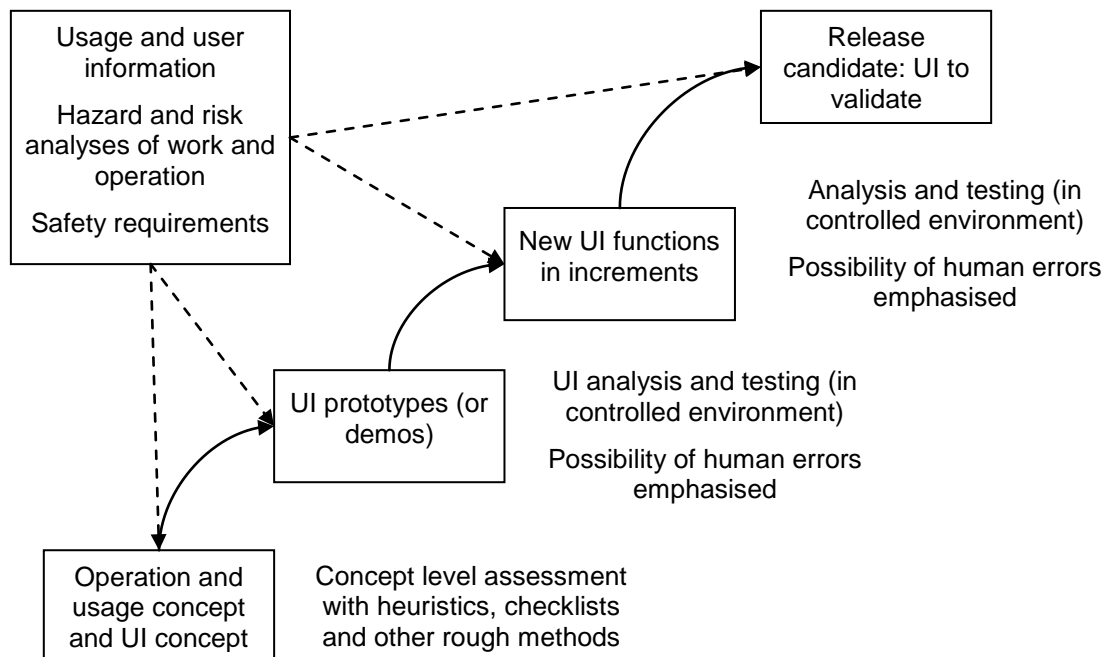 Usage and user
information
Hazard and risk
analyses of work and
operation
Safety requirements
Release
candidate: UI to
validate
Analysis and testing (in
controlled environment)
Possibility of human errors
emphasised
New UI functions
in increments
UI prototypes (or
demos)
UI analysis and testing (in
controlled environment)
Possibility of human errors
emphasised
Operation and
usage concept
and UI concept
Concept level assessment
with heuristics, checklists
and other rough methods